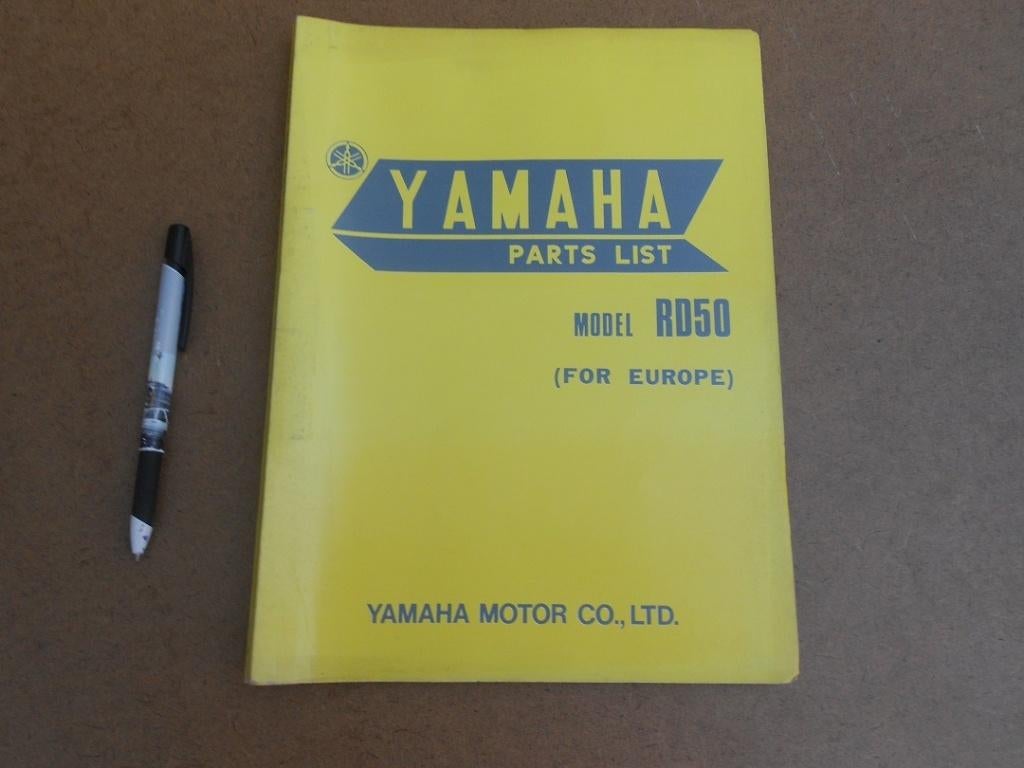 YAMAHA
PARTS LIST
MODEL RD50
(FOR EUROPE)
YAMAHA MOTOR CO., LTD.